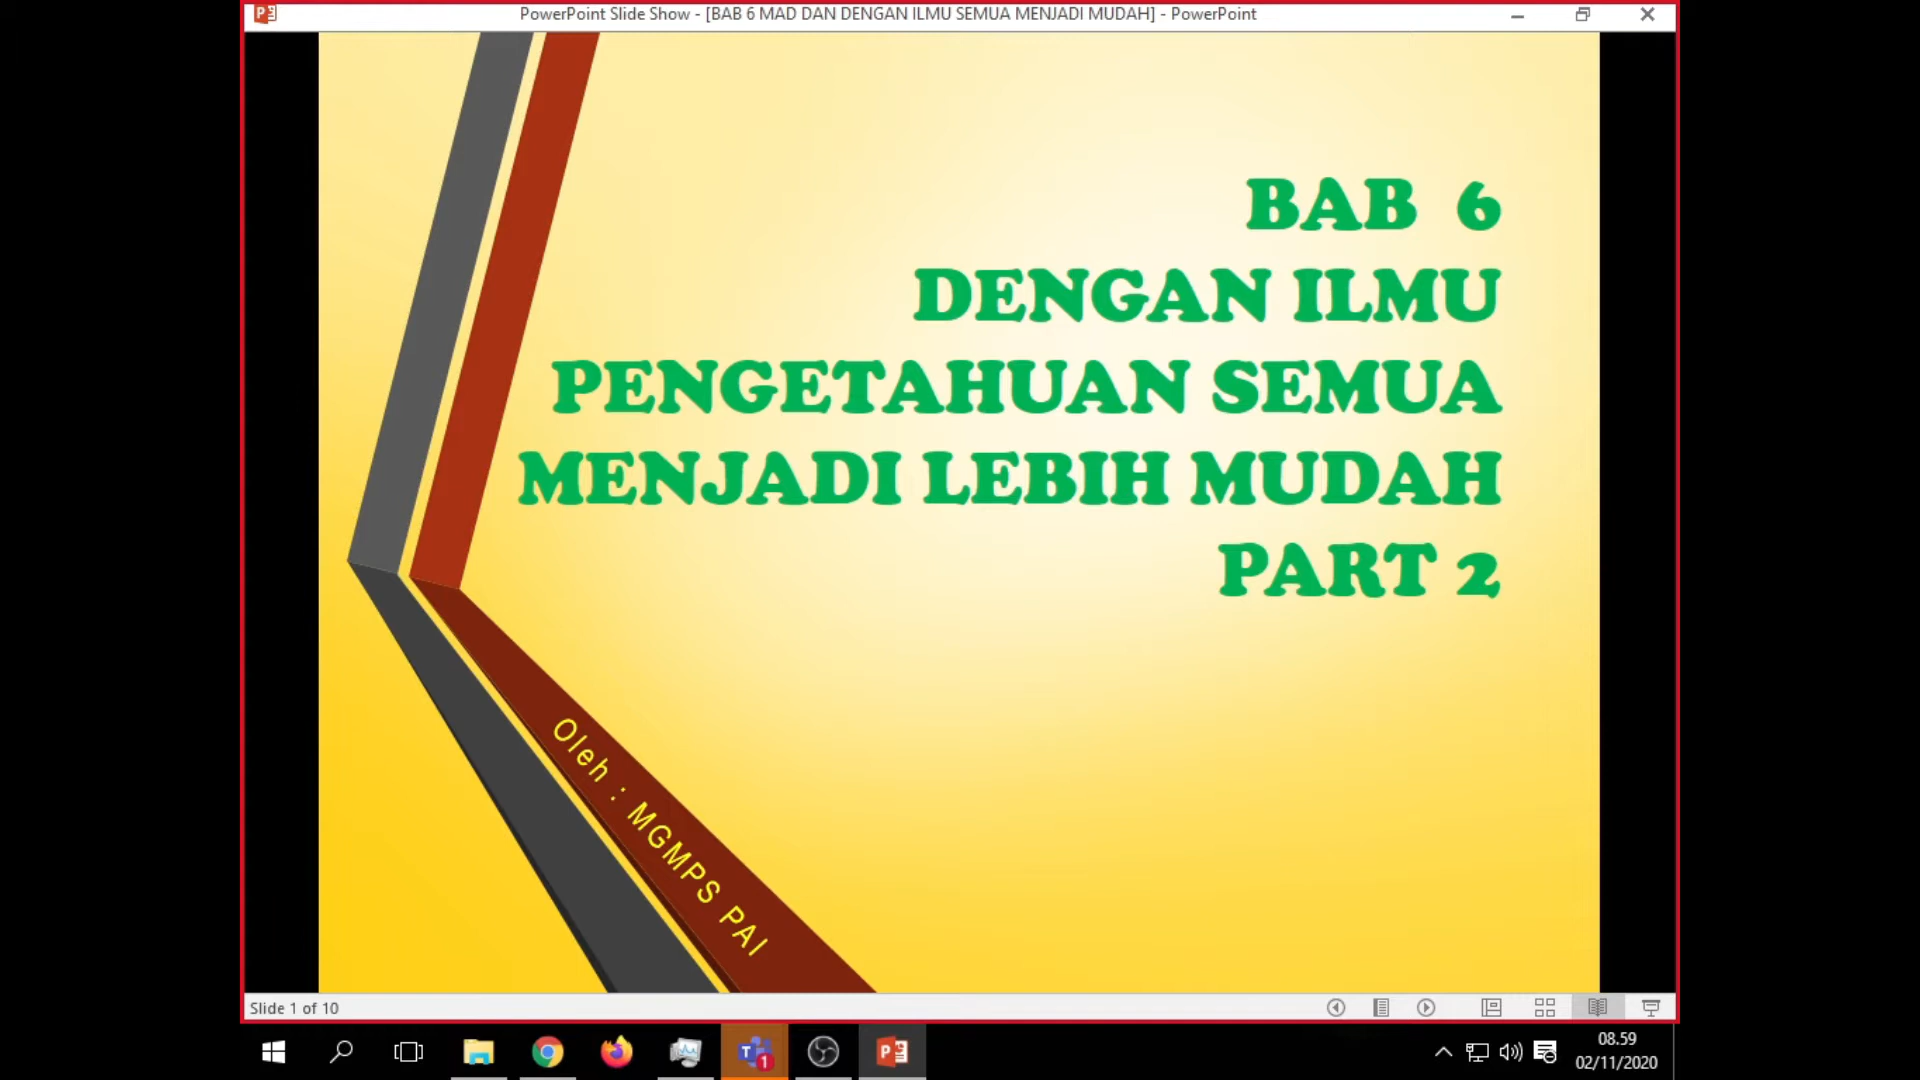 PowerPoint Slide Show - [BAB 6 MAD DAN DENGAN ILMU SEMUA MENJADI MUDAH] - PowerPoint
BAB 6
DENGAN ILMU
PENGETAHUAN SEMUA
MENJADI LEBIH MUDAH
PART 2
Oleh : MGMPS PAI
Slide 1 of 10
08.59
02/11/2020